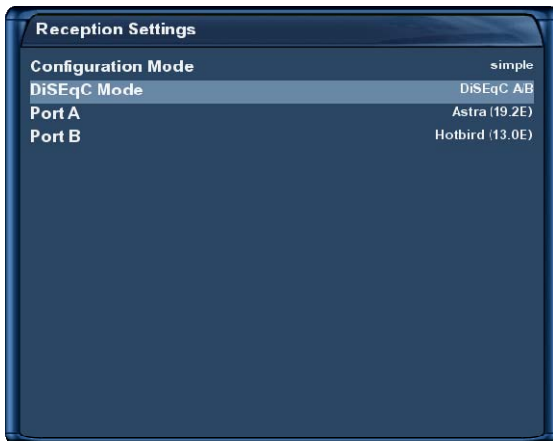 Reception Settings
Configuration Mode simple
DiSEqC Mode DiSEqC A/B
Port A Astra (19.2E)
Port B Hotbird (13.0E)